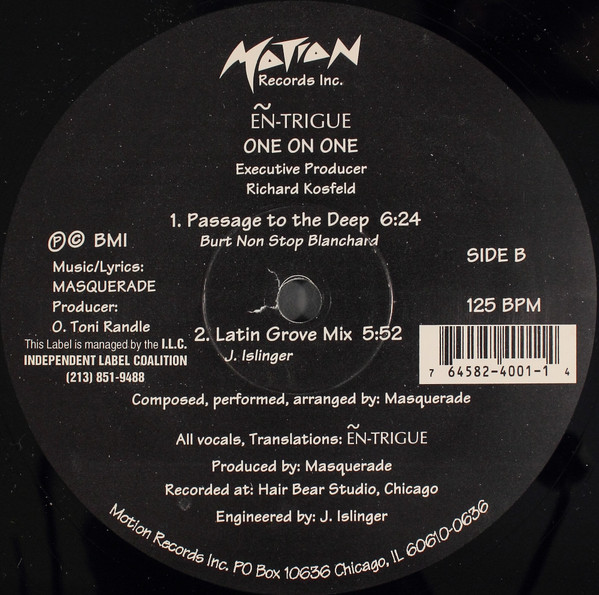 MOTION
Records Inc.
ẼN-TRIGUE
ONE ON ONE
Executive Producer
Richard Kosfeld
1. Passage to the Deep 6:24
Burt Non Stop Blanchard
Ⓟ© BMI
Music/Lyrics:
MASQUERADE
Producer:
O. Toni Randle
This Label is managed by the I.L.C.
INDEPENDENT LABEL COALITION
(213) 851-9488
SIDE B
125 BPM
2. Latin Grove Mix 5:52
J. Islinger
7 64582-4001-1 4
Composed, performed, arranged by: Masquerade
All vocals, Translations: ẼN-TRIGUE
Produced by: Masquerade
Recorded at: Hair Bear Studio, Chicago
Engineered by: J. Islinger
Motion Records Inc. PO Box 10636 Chicago, IL 60610-0636